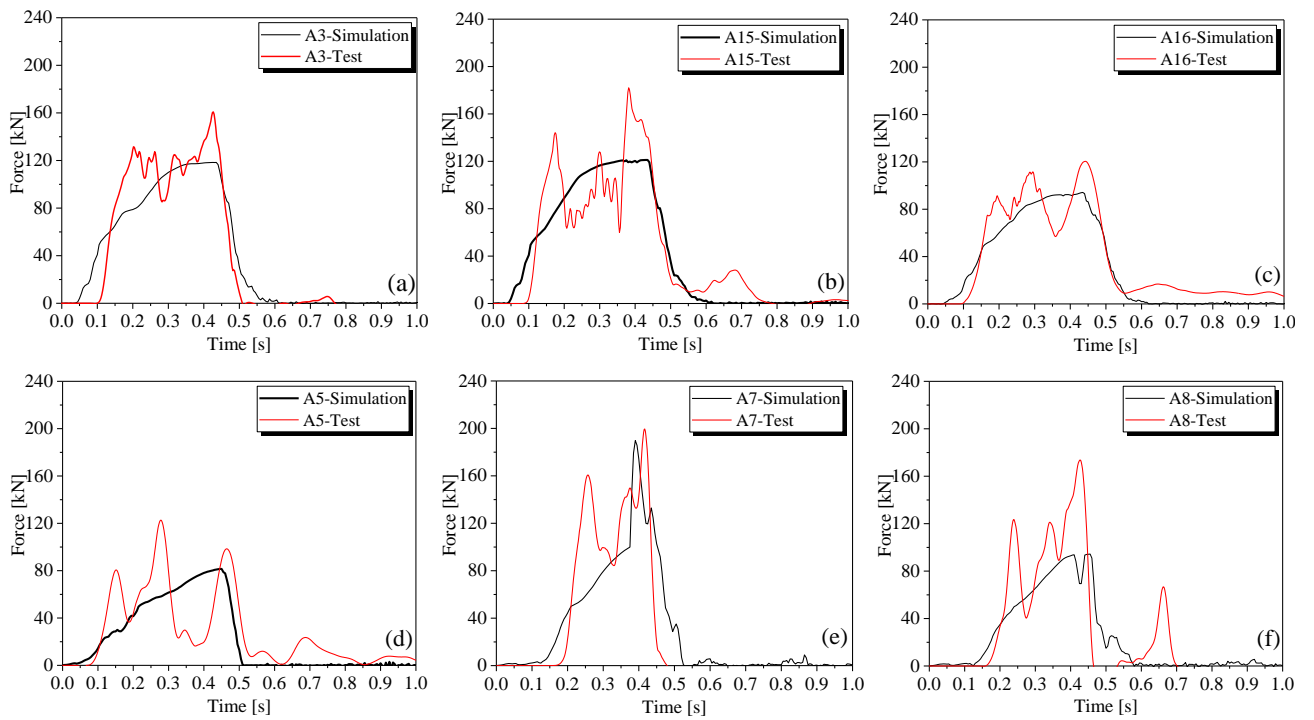 240
200
160
120
80
40
0
Force [kN]
A3-Simulation
A3-Test
(a)
0.0 0.1 0.2 0.3 0.4 0.5 0.6 0.7 0.8 0.9 1.0
Time [s]
240
200
160
120
80
40
0
Force [kN]
A15-Simulation
A15-Test
(b)
0.0 0.1 0.2 0.3 0.4 0.5 0.6 0.7 0.8 0.9 1.0
Time [s]
240
200
160
120
80
40
0
Force [kN]
A16-Simulation
A16-Test
(c)
0.0 0.1 0.2 0.3 0.4 0.5 0.6 0.7 0.8 0.9 1.0
Time [s]
240
200
160
120
80
40
0
Force [kN]
A5-Simulation
A5-Test
(d)
0.0 0.1 0.2 0.3 0.4 0.5 0.6 0.7 0.8 0.9 1.0
Time [s]
240
200
160
120
80
40
0
Force [kN]
A7-Simulation
A7-Test
(e)
0.0 0.1 0.2 0.3 0.4 0.5 0.6 0.7 0.8 0.9 1.0
Time [s]
240
200
160
120
80
40
0
Force [kN]
A8-Simulation
A8-Test
(f)
0.0 0.1 0.2 0.3 0.4 0.5 0.6 0.7 0.8 0.9 1.0
Time [s]